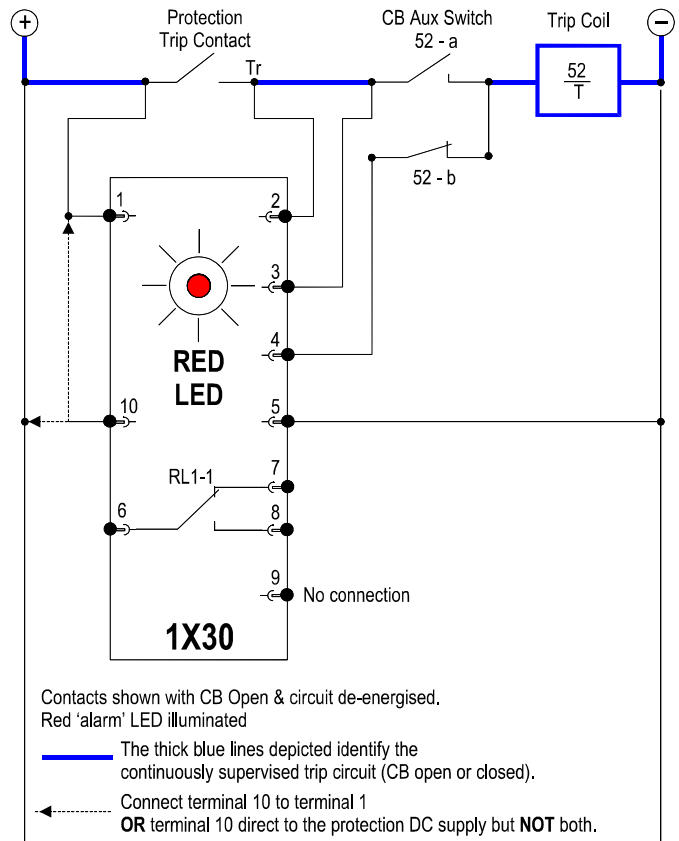 +
Protection
Trip Contact
CB Aux Switch
52 - a
Trip Coil
−
Tr
52
T
52 - b
1
2
3
4
RED
LED
10
5
RL1-1
7
6
8
9
No connection
1X30
Contacts shown with CB Open & circuit de-energised.
Red ‘alarm’ LED illuminated
The thick blue lines depicted identify the
continuously supervised trip circuit (CB open or closed).
Connect terminal 10 to terminal 1
OR terminal 10 direct to the protection DC supply but NOT both.